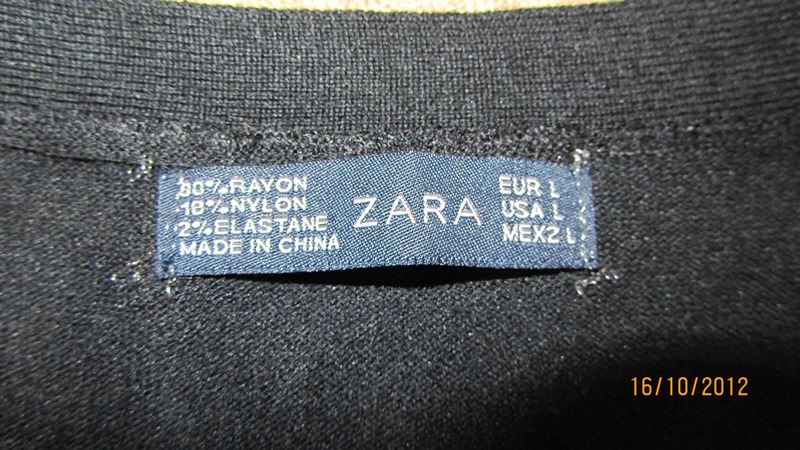 80%RAYON
18%NYLON
2%ELASTANE
MADE IN CHINA
ZARA
EUR L
USA L
MEX2 L
16/10/2012